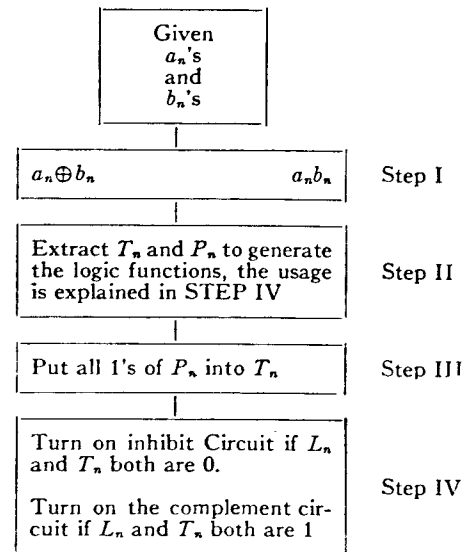 Given
aₙ's
and
bₙ's
aₙ⊕bₙ aₙbₙ Step I
Extract Tₙ and Pₙ to generate
the logic functions, the usage
is explained in STEP IV
Step II
Put all 1's of Pₙ into Tₙ Step III
Turn on inhibit Circuit if Lₙ
and Tₙ both are 0.
Turn on the complement cir-
cuit if Lₙ and Tₙ both are 1
Step IV